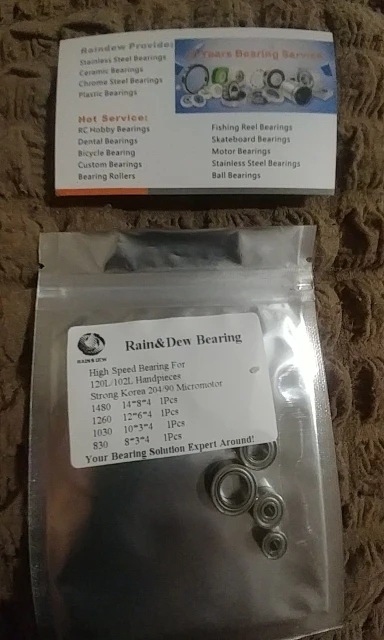 Raindew Provide:
Stainless Steel Bearings
Ceramic Bearings
Chrome Steel Bearings
Plastic Bearings
Years Bearing Service
Hot Service:
RC Hobby Bearings
Dental Bearings
Bicycle Bearing
Custom Bearings
Bearing Rollers
Fishing Reel Bearings
Skateboard Bearings
Motor Bearings
Stainless Steel Bearings
Ball Bearings
RAIN & DEW
Rain&Dew Bearing
High Speed Bearing For
120L/102L Handpieces
Strong Korea 204/90 Micromotor
1480 14*8*4 1Pcs
1260 12*6*4 1Pcs
1030 10*3*4 1Pcs
830 8*3*4 1Pcs
Your Bearing Solution Expert Around!